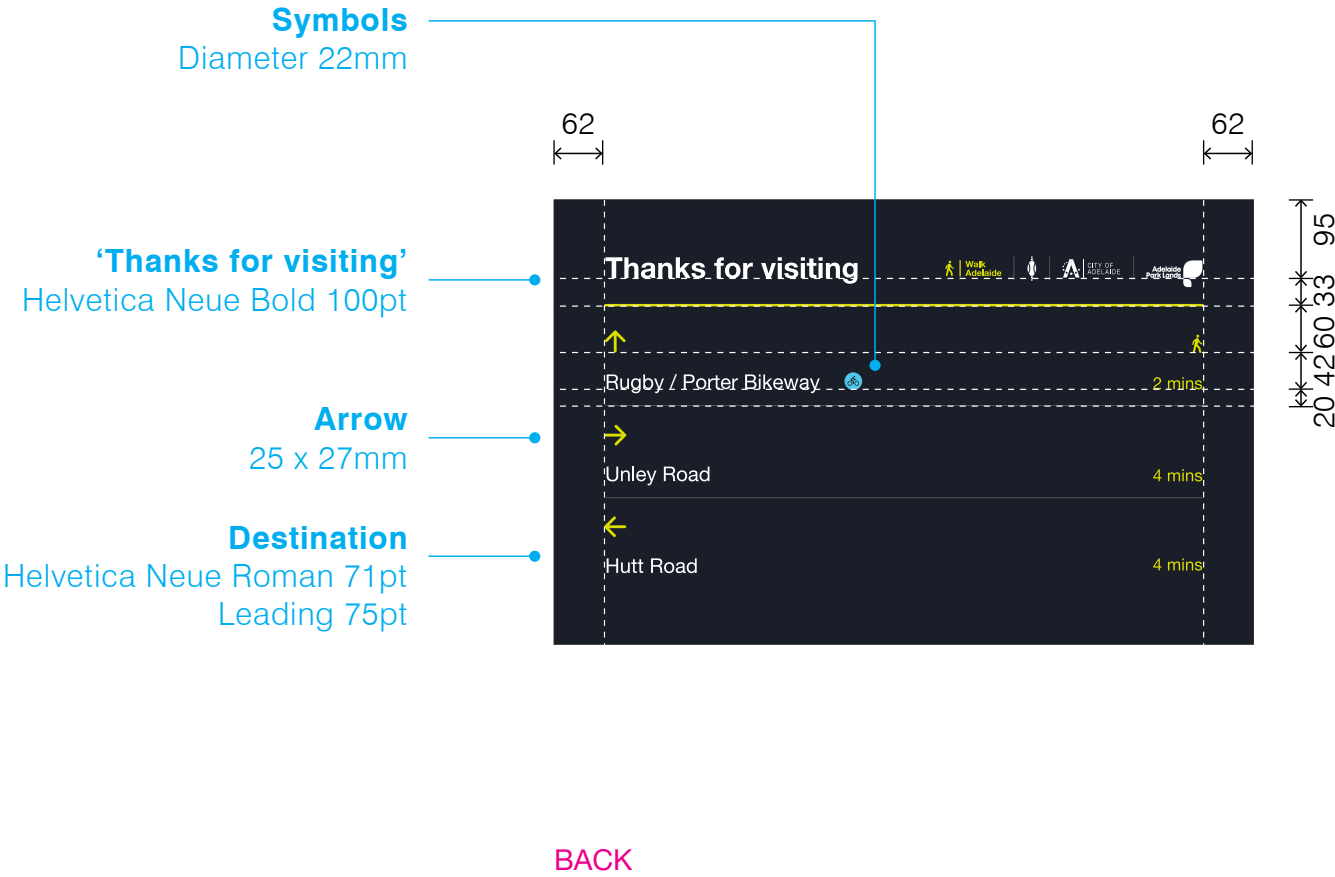 Symbols
Diameter 22mm
62
62
‘Thanks for visiting’
Helvetica Neue Bold 100pt
Thanks for visiting
Walk
Adelaide
CITY OF
ADELAIDE
Adelaide
Park Lands
95
33
60
42
20
Rugby / Porter Bikeway
2 mins
Arrow
25 x 27mm
Unley Road
4 mins
Destination
Helvetica Neue Roman 71pt
Leading 75pt
Hutt Road
4 mins
BACK